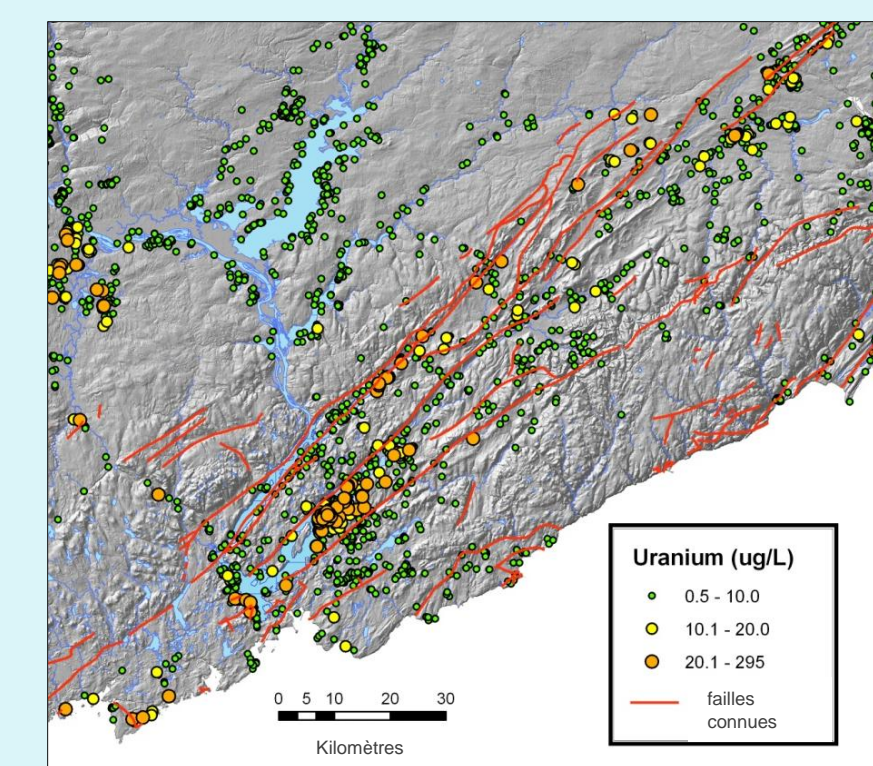 Uranium (ug/L)
0.5 - 10.0
10.1 - 20.0
20.1 - 295
failles
connues
0 5 10 20 30
Kilomètres